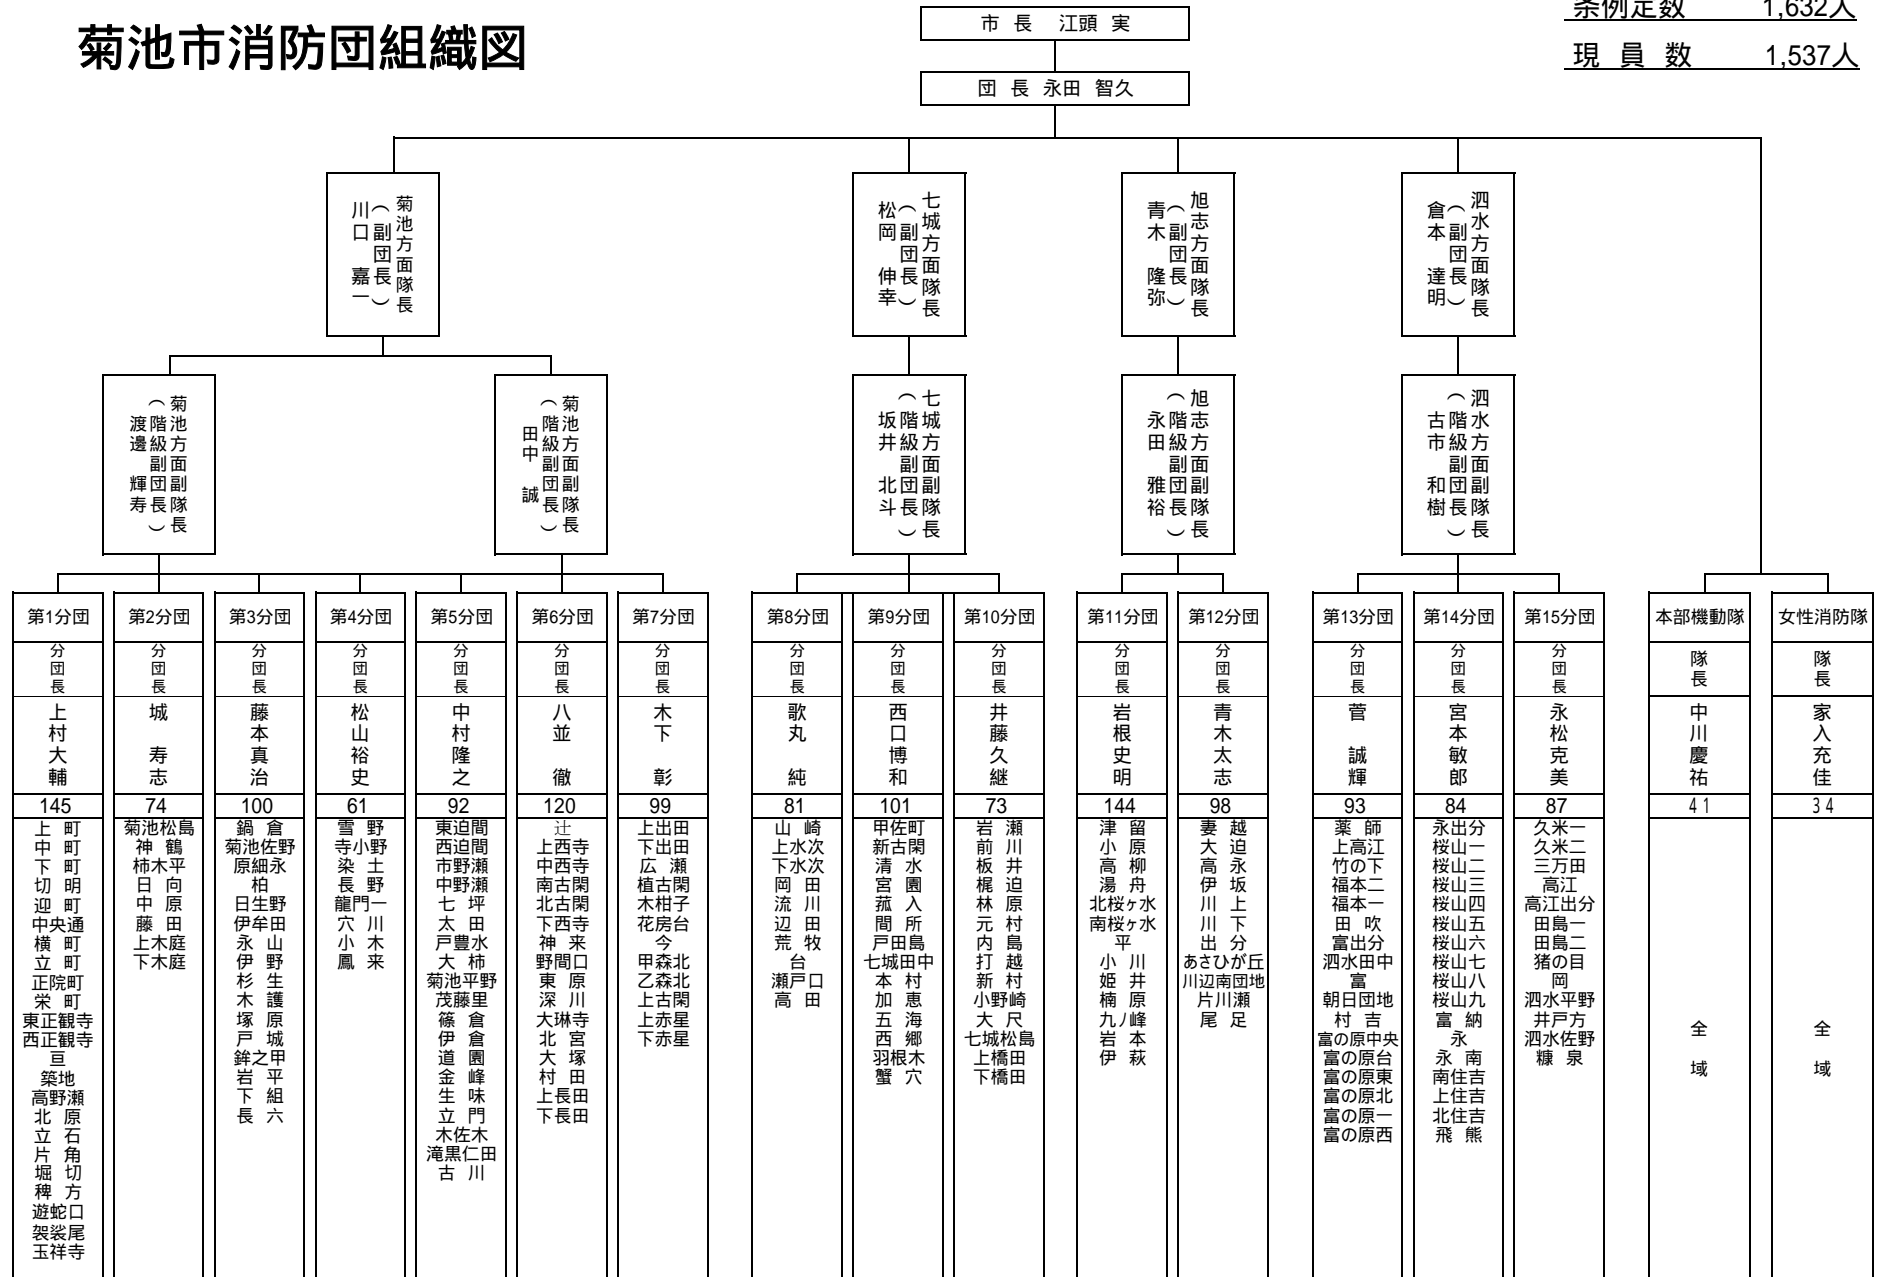 菊池市消防団組織図
条例定数 1,632人
現 員 数 1,537人
市 長 江頭 実
団 長 永田 智久
菊池方面隊長
(副団長)
川口 嘉一
七城方面隊長
(副団長)
松岡 伸幸
旭志方面隊長
(副団長)
青木 隆弥
泗水方面隊長
(副団長)
倉本 達明
菊池方面副隊長
(階級副団長)
渡邊 輝寿
菊池方面副隊長
(階級副団長)
田中 誠
七城方面副隊長
(階級副団長)
坂井 北斗
旭志方面副隊長
(階級副団長)
永田 雅裕
泗水方面副隊長
(階級副団長)
古市 和樹
第1分団
分団長
上村大輔
145
上 町
中 町
下 町
切 明
迎 町
中央通
横 町
立 町
正院町
栄 町
東正観寺
西正観寺
亘
築地
高野瀬
北 原
立 石
片 角
堀 切
稗 方
遊蛇口
袈裟尾
玉祥寺
第2分団
分団長
城 寿志
74
菊池松島
神 鶴
柿木平
日 向
中 原
藤 田
上木庭
下木庭
第3分団
分団長
藤本真治
100
鍋 倉
菊池佐野
原細永
柏
日生野
伊牟田
永 山
伊 野
杉 生
木 護
塚 原
戸 城
鉾之甲
岩 平
下 組
長 六
第4分団
分団長
松山裕史
61
雪 野
寺小野
染 土
長 野
龍門一
穴 川
小 木
鳳 来
第5分団
分団長
中村隆之
92
東迫間
西迫間
市野瀬
中野瀬
七 坪
太 田
戸豊水
大 柿
菊池平野
茂藤里
篠 倉
伊 倉
道 園
金 峰
生 味
立 門
木佐木
滝黒仁田
古 川
第6分団
分団長
八並 徹
120
辻
上西寺
中西寺
南古閑
北古閑
下西寺
神 来
野間口
東 原
深 川
大琳寺
北 宮
大 塚
村 田
上長田
下長田
第7分団
分団長
木下 彰
99
上出田
下出田
広 瀬
植古閑
木柑子
花房台
今
甲森北
乙森北
上古閑
上赤星
下赤星
第8分団
分団長
歌丸 純
81
山 崎
上水次
下水次
岡 田
流 川
辺 田
荒 牧
台
瀬戸口
高 田
第9分団
分団長
西口博和
101
甲佐町
新古閑
清 水
宮 園
菰 入
間 所
戸田島
七城田中
本 村
加 恵
五 海
西 郷
羽根木
蟹 穴
第10分団
分団長
井藤久継
73
岩 瀬
前 川
板 井
梶 迫
林 原
元 村
内 島
打 越
新 村
小野崎
大 尺
七城松島
上橋田
下橋田
第11分団
分団長
岩根史明
144
津 留
小 原
高 柳
湯 舟
北桜ヶ水
南桜ヶ水
平
小 川
姫 井
楠 原
九ノ峰
岩 本
伊 萩
第12分団
分団長
青木太志
98
妻 越
大 迫
高 永
伊 坂
川 上
川 下
出 分
あさひが丘
川辺南団地
片川瀬
尾 足
第13分団
分団長
菅 誠輝
93
薬 師
上高江
竹の下
福本二
福本一
田 吹
富出分
泗水田中
富
朝日団地
村 吉
富の原中央
富の原台
富の原東
富の原北
富の原一
富の原西
第14分団
分団長
宮本敏郎
84
永出分
桜山一
桜山二
桜山三
桜山四
桜山五
桜山六
桜山七
桜山八
桜山九
富 納
永
永 南
南住吉
上住吉
北住吉
飛 熊
第15分団
分団長
永松克美
87
久米一
久米二
三万田
高江
高江出分
田島一
田島二
猪の目
岡
泗水平野
井戸方
泗水佐野
糠 泉
本部機動隊
隊長
中川慶祐
41
全 域
女性消防隊
隊長
家入充佳
34
全 域